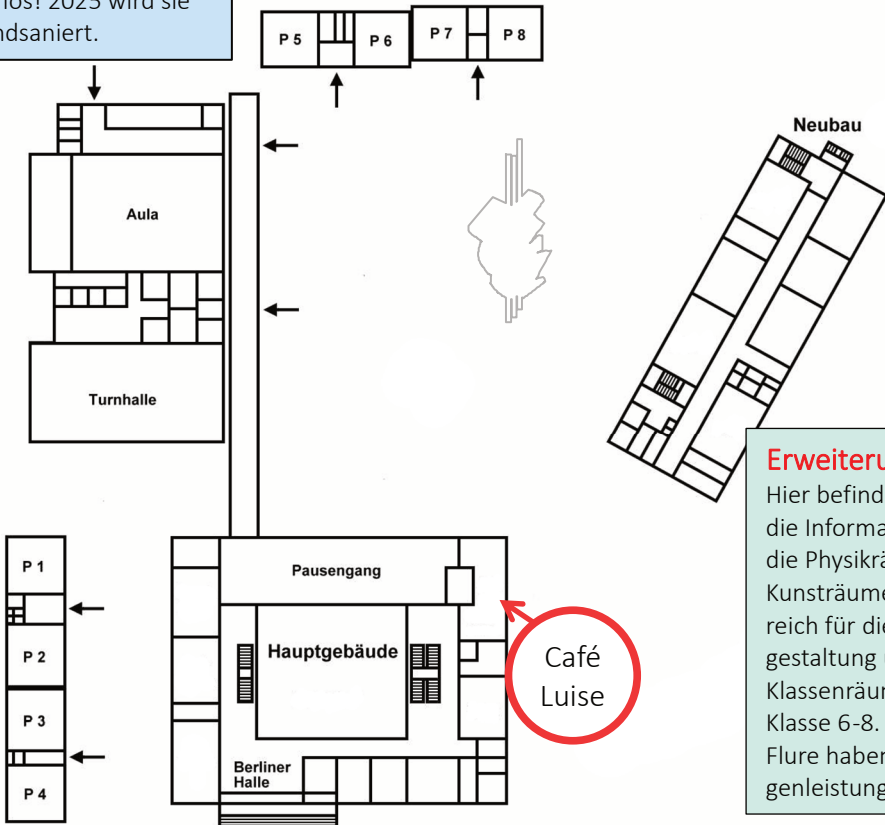 los! 2025 wird sie
ndsaniert.
P 5
P 6
P 7
P 8
Neubau
Aula
Turnhalle
Erweiteru
Hier befind
die Informa
die Physikrä
Kunsträume
reich für die
gestaltung
Klassenräun
Klasse 6-8.
Flure haben
genleistung
P 1
P 2
P 3
P 4
Pausengang
Hauptgebäude
Café
Luise
Berliner
Halle